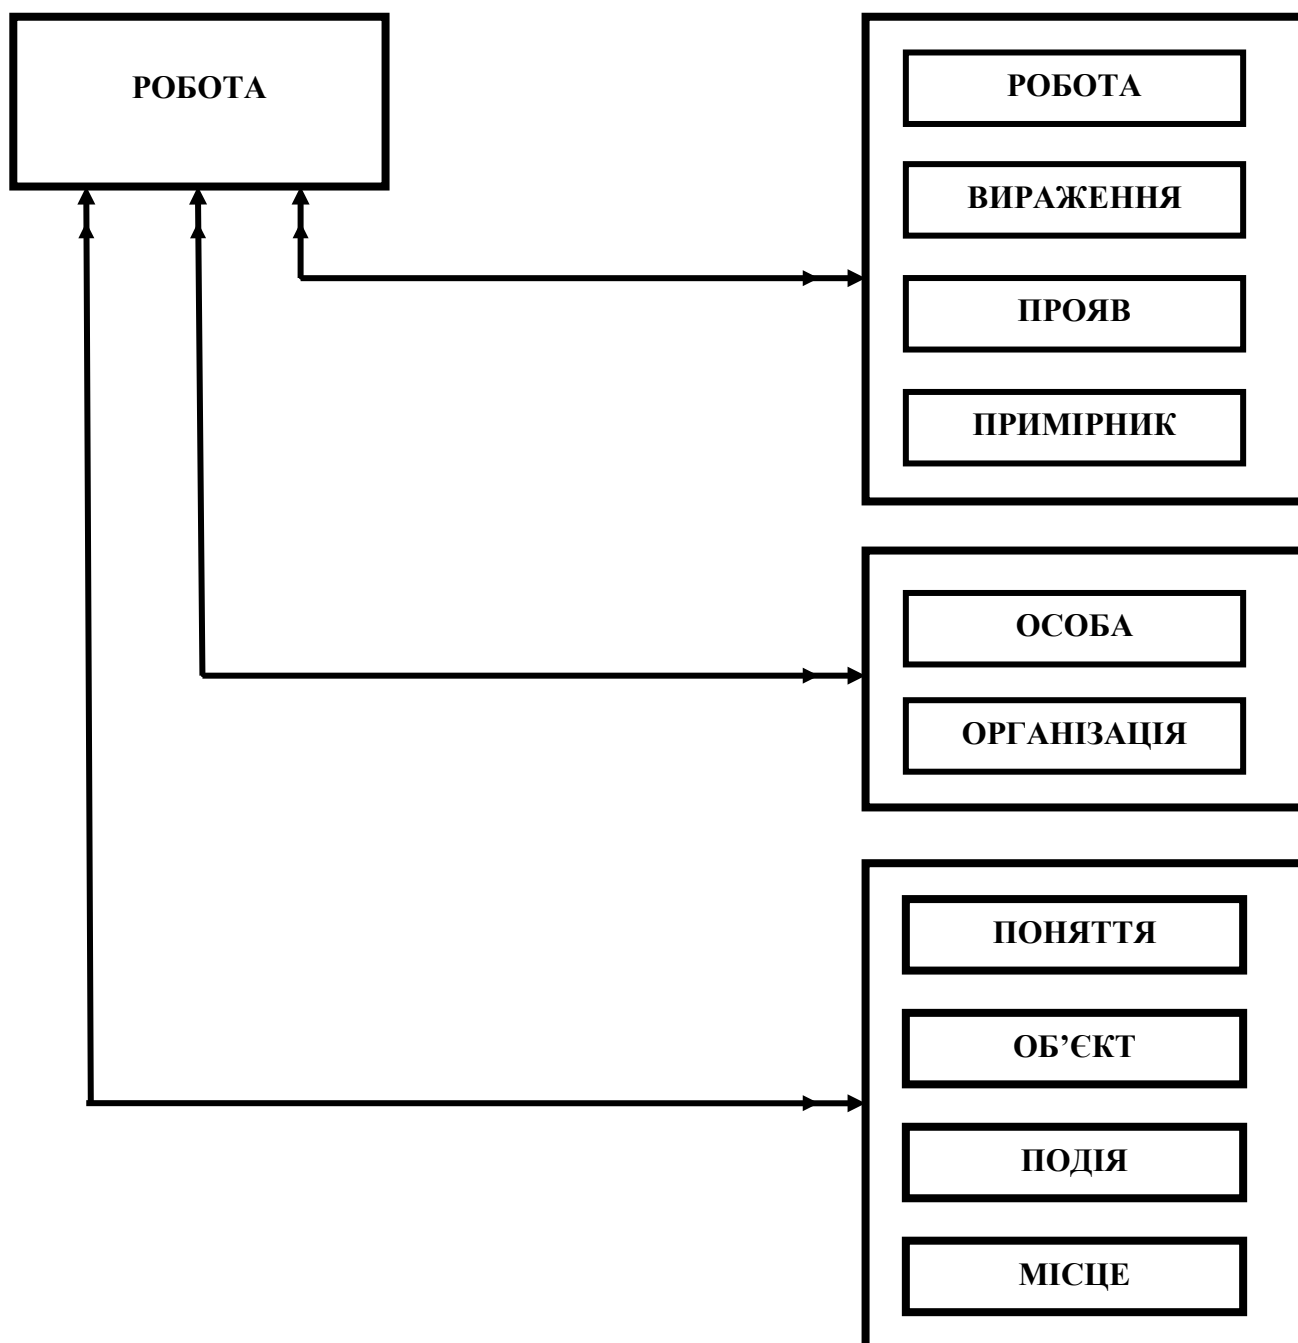 РОБОТА
РОБОТА
ВИРАЖЕННЯ
ПРОЯВ
ПРИМІРНИК
ОСОБА
ОРГАНІЗАЦІЯ
ПОНЯТТЯ
ОБ’ЄКТ
ПОДІЯ
МІСЦЕ